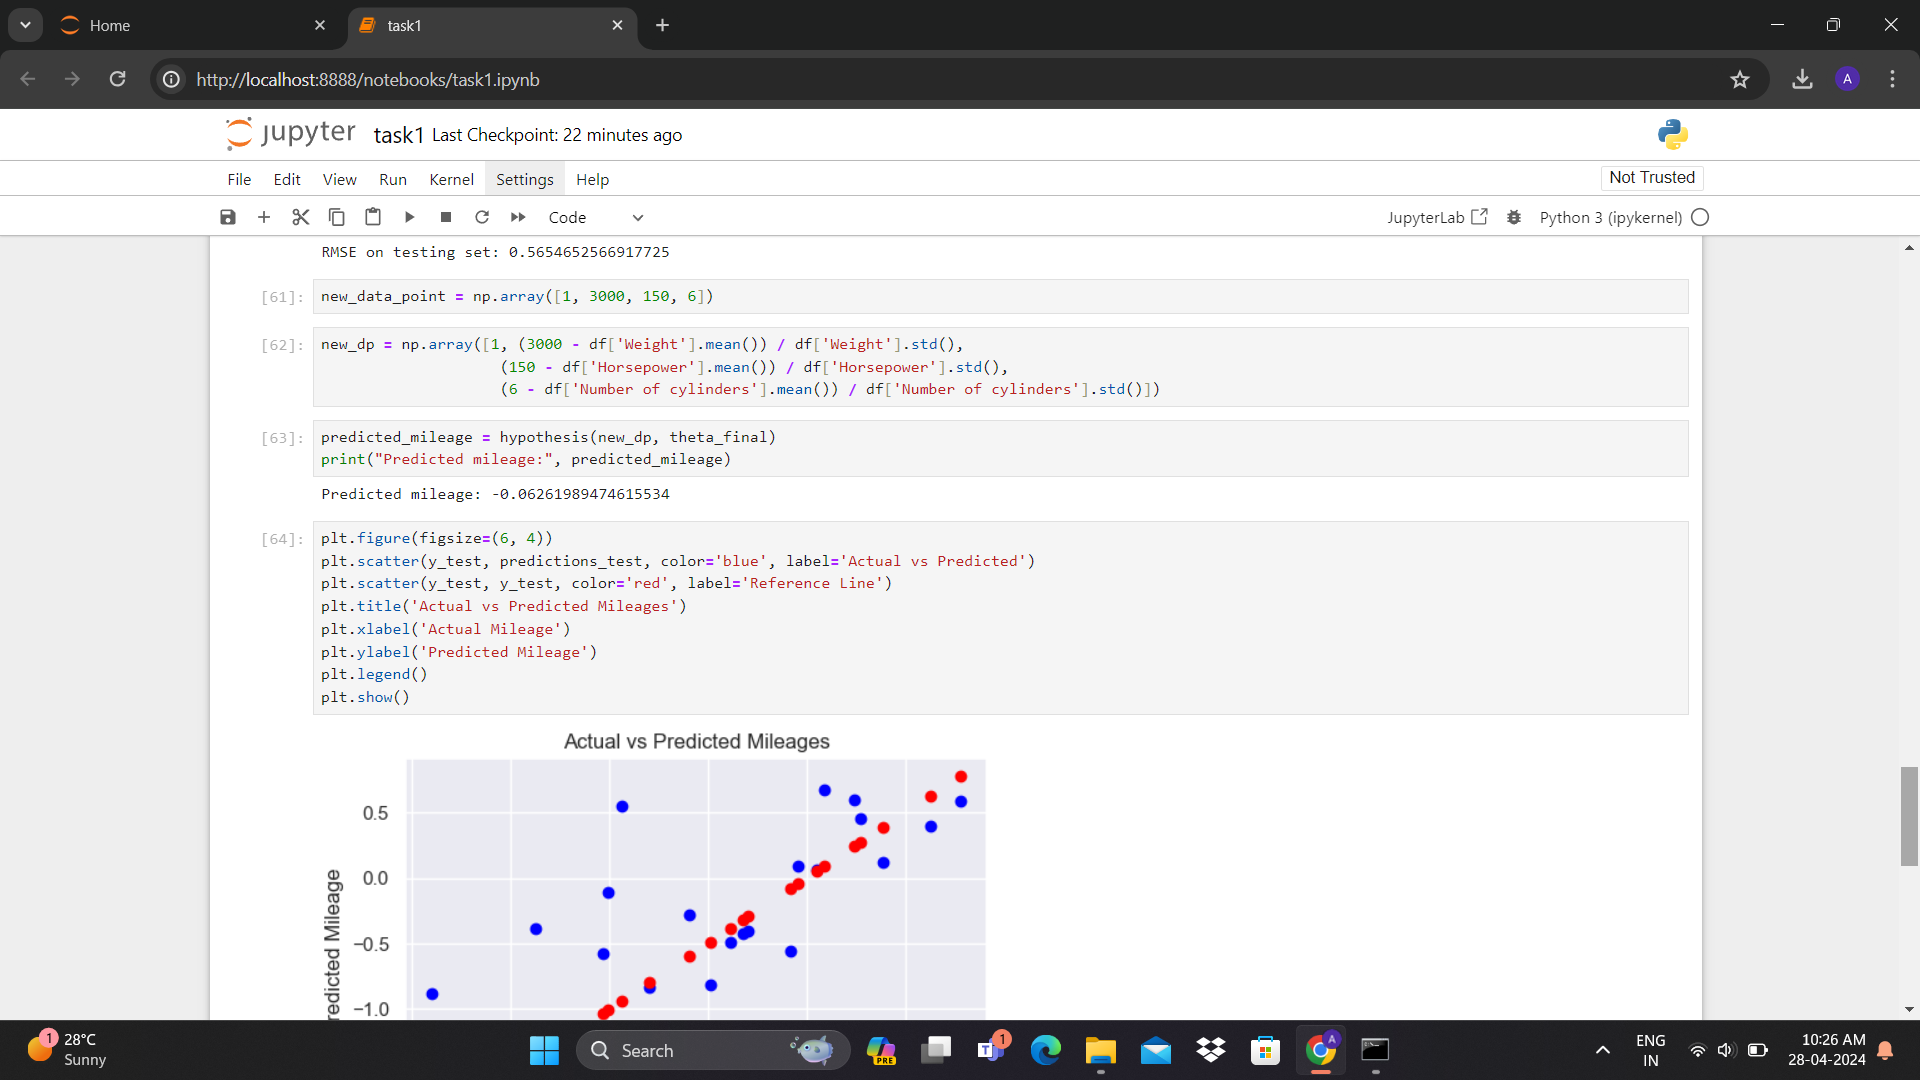 Home
task1
http://localhost:8888/notebooks/task1.ipynb
A
jupyter task1 Last Checkpoint: 22 minutes ago
File Edit View Run Kernel Settings Help
Not Trusted
Code
JupyterLab
Python 3 (ipykernel)
RMSE on testing set: 0.5654652566917725
[61]: new_data_point = np.array([1, 3000, 150, 6])
[62]: new_dp = np.array([1, (3000 - df['Weight'].mean()) / df['Weight'].std(),
(150 - df['Horsepower'].mean()) / df['Horsepower'].std(),
(6 - df['Number of cylinders'].mean()) / df['Number of cylinders'].std()])
[63]: predicted_mileage = hypothesis(new_dp, theta_final)
print("Predicted mileage:", predicted_mileage)
Predicted mileage: -0.06261989474615534
[64]: plt.figure(figsize=(6, 4))
plt.scatter(y_test, predictions_test, color='blue', label='Actual vs Predicted')
plt.scatter(y_test, y_test, color='red', label='Reference Line')
plt.title('Actual vs Predicted Mileages')
plt.xlabel('Actual Mileage')
plt.ylabel('Predicted Mileage')
plt.legend()
plt.show()
Actual vs Predicted Mileages
0.5
0.0
−0.5
−1.0
redicted Mileage
1
28°C
Sunny
Search
PRE
1
A
ENG
IN
10:26 AM
28-04-2024